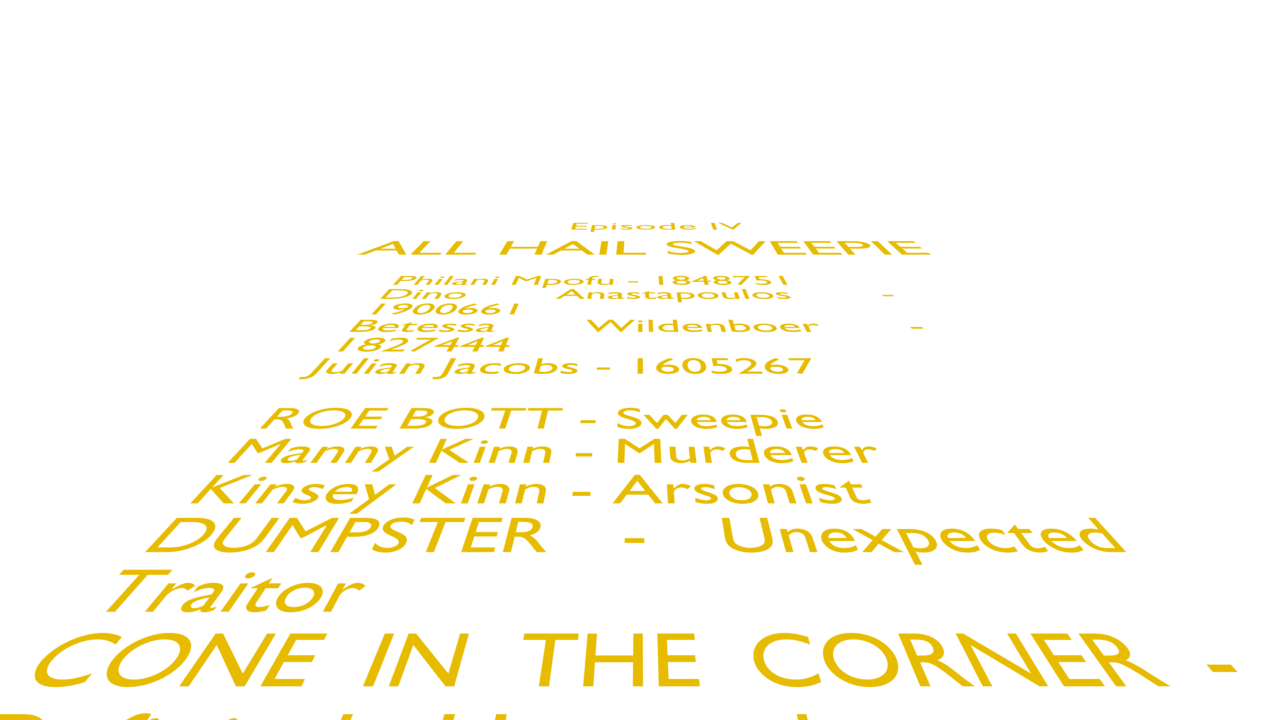 Episode IV
ALL HAIL SWEEPIE
Philani Mpofu - 1848751
Dino Anastapoulos -
1900661
Betessa Wildenboer -
1827444
Julian Jacobs - 1605267
ROE BOTT - Sweepie
Manny Kinn - Murderer
Kinsey Kinn - Arsonist
DUMPSTER - Unexpected
Traitor
CONE IN THE CORNER -